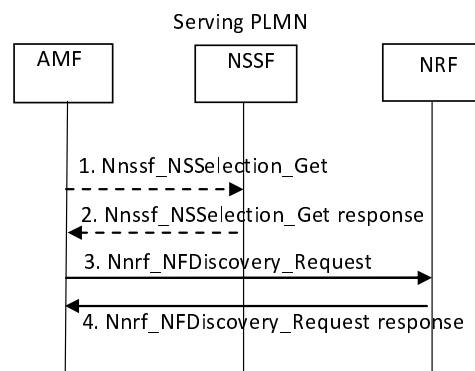 Serving PLMN
AMF
NSSF
NRF
1. Nnssf_NSSelection_Get
2. Nnssf_NSSelection_Get response
3. Nnrf_NFDiscovery_Request
4. Nnrf_NFDiscovery_Request response